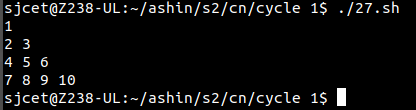 sjcet@Z238-UL:~/ashin/s2/cn/cycle 1$ ./27.sh
1
2 3
4 5 6
7 8 9 10
sjcet@Z238-UL:~/ashin/s2/cn/cycle 1$